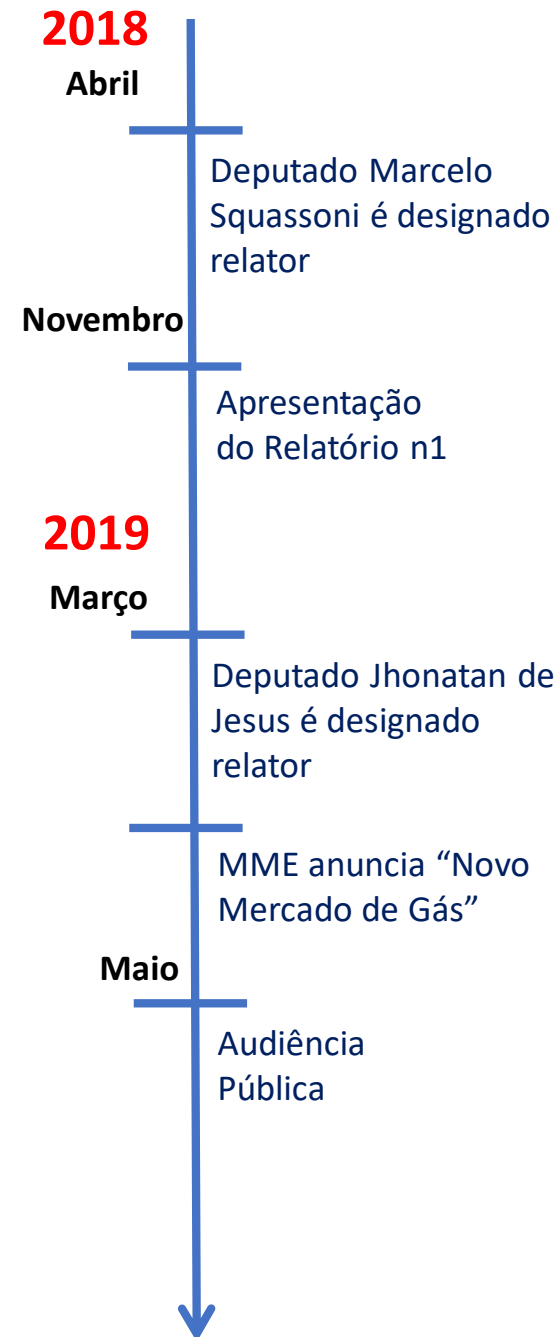 2018
Abril
Deputado Marcelo
Squassoni é designado
relator
Novembro
Apresentação
do Relatório n1
2019
Março
Deputado Jhonatan de
Jesus é designado
relator
MME anuncia “Novo
Mercado de Gás”
Maio
Audiência
Pública